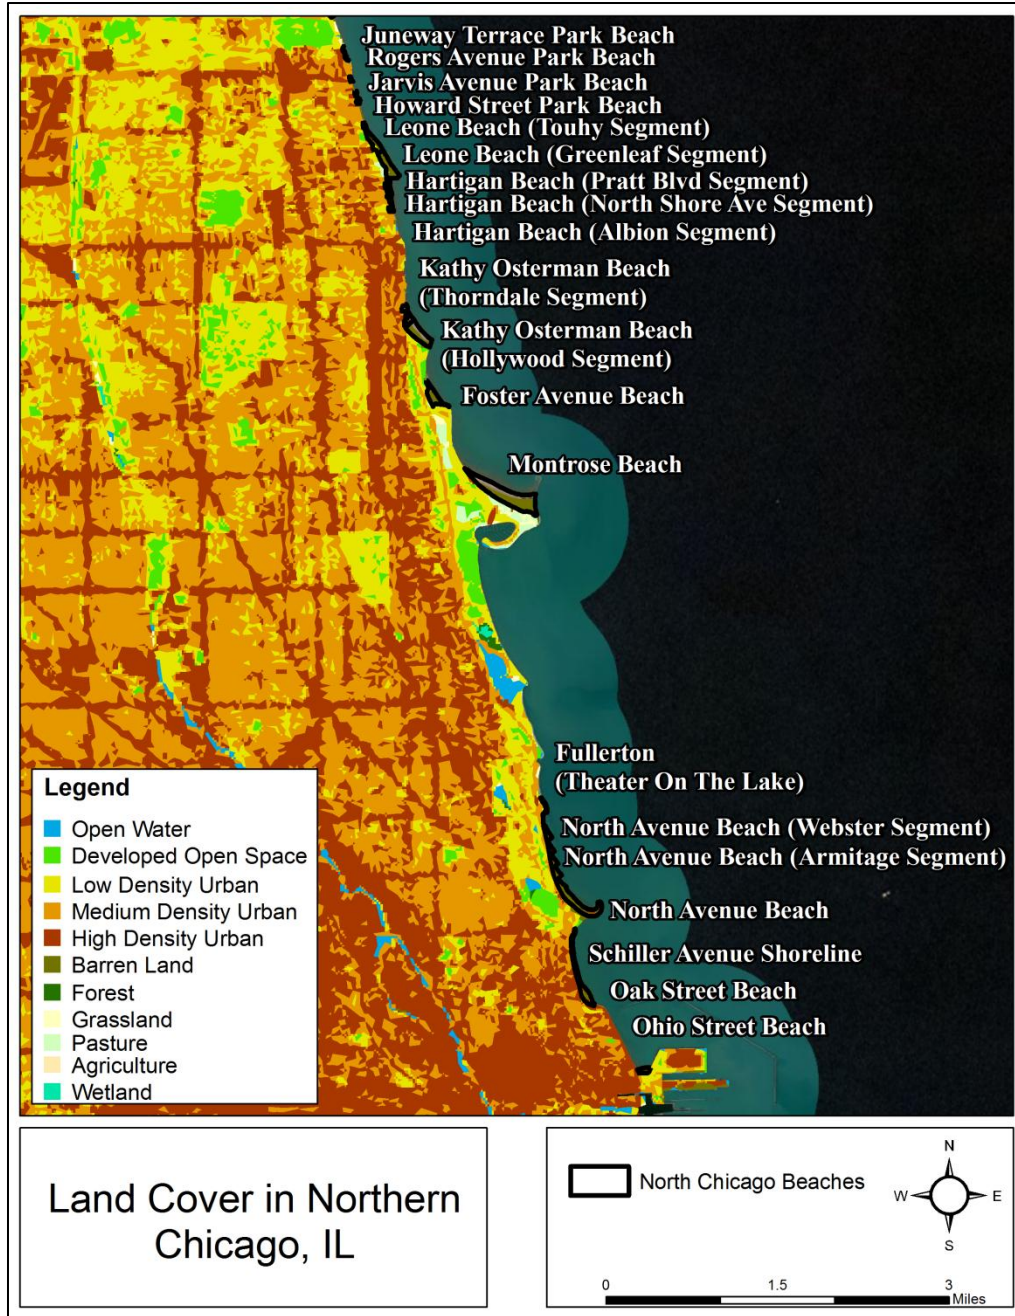 Juneway Terrace Park Beach
Rogers Avenue Park Beach
Jarvis Avenue Park Beach
Howard Street Park Beach
Leone Beach (Touhy Segment)
Leone Beach (Greenleaf Segment)
Hartigan Beach (Pratt Blvd Segment)
Hartigan Beach (North Shore Ave Segment)
Hartigan Beach (Albion Segment)
Kathy Osterman Beach
(Thorndale Segment)
Kathy Osterman Beach
(Hollywood Segment)
Foster Avenue Beach
Montrose Beach
Fullerton
(Theater On The Lake)
North Avenue Beach (Webster Segment)
North Avenue Beach (Armitage Segment)
North Avenue Beach
Schiller Avenue Shoreline
Oak Street Beach
Ohio Street Beach
Legend
Open Water
Developed Open Space
Low Density Urban
Medium Density Urban
High Density Urban
Barren Land
Forest
Grassland
Pasture
Agriculture
Wetland
Land Cover in Northern
Chicago, IL
North Chicago Beaches
N
W E
S
0 1.5 3
Miles